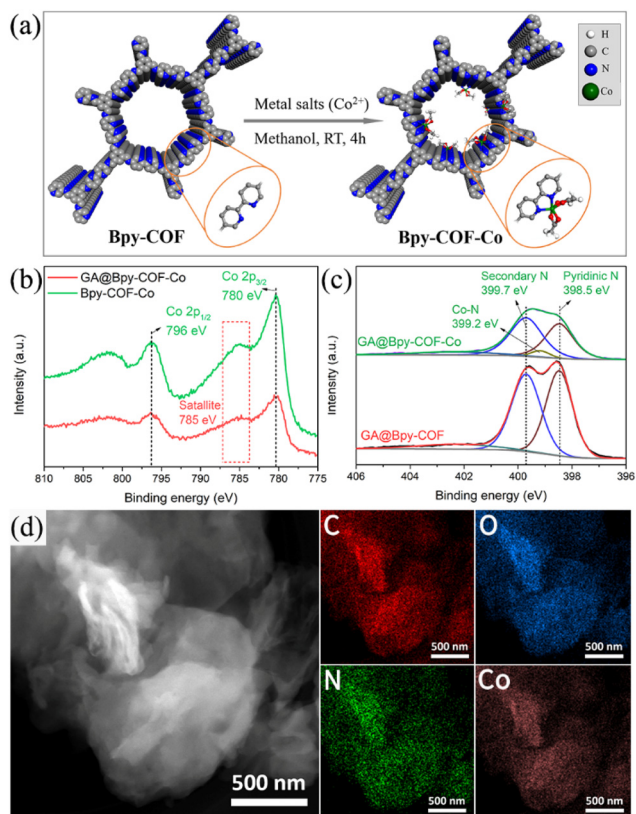 (a)
Metal salts (Co²⁺)
Methanol, RT, 4h
Bpy-COF
Bpy-COF-Co
H
C
N
Co
(b)
GA@Bpy-COF-Co
Bpy-COF-Co
Co 2p3/2
780 eV
Co 2p1/2
796 eV
Satallite
785 eV
Intensity (a.u.)
810 805 800 795 790 785 780 775
Binding energy (eV)
(c)
Secondary N
399.7 eV
Pyridinic N
398.5 eV
Co-N
399.2 eV
GA@Bpy-COF-Co
GA@Bpy-COF
Intensity (a.u.)
406 404 402 400 398 396
Binding energy (eV)
(d)
500 nm
C
500 nm
O
500 nm
N
500 nm
Co
500 nm